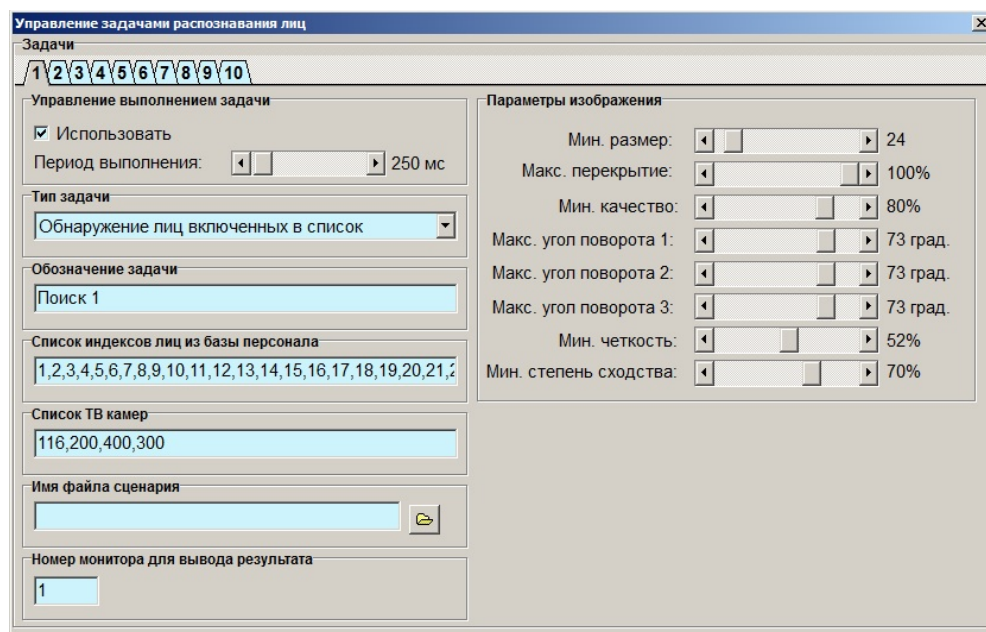 Управление задачами распознавания лиц
Задачи
1 2 3 4 5 6 7 8 9 10
Управление выполнением задачи
Использовать
Период выполнения: 250 мс
Тип задачи
Обнаружение лиц включенных в список
Обозначение задачи
Поиск 1
Список индексов лиц из базы персонала
1,2,3,4,5,6,7,8,9,10,11,12,13,14,15,16,17,18,19,20,21,2
Список ТВ камер
116,200,400,300
Имя файла сценария
Номер монитора для вывода результата
1
Параметры изображения
Мин. размер: 24
Макс. перекрытие: 100%
Мин. качество: 80%
Макс. угол поворота 1: 73 град.
Макс. угол поворота 2: 73 град.
Макс. угол поворота 3: 73 град.
Мин. четкость: 52%
Мин. степень сходства: 70%